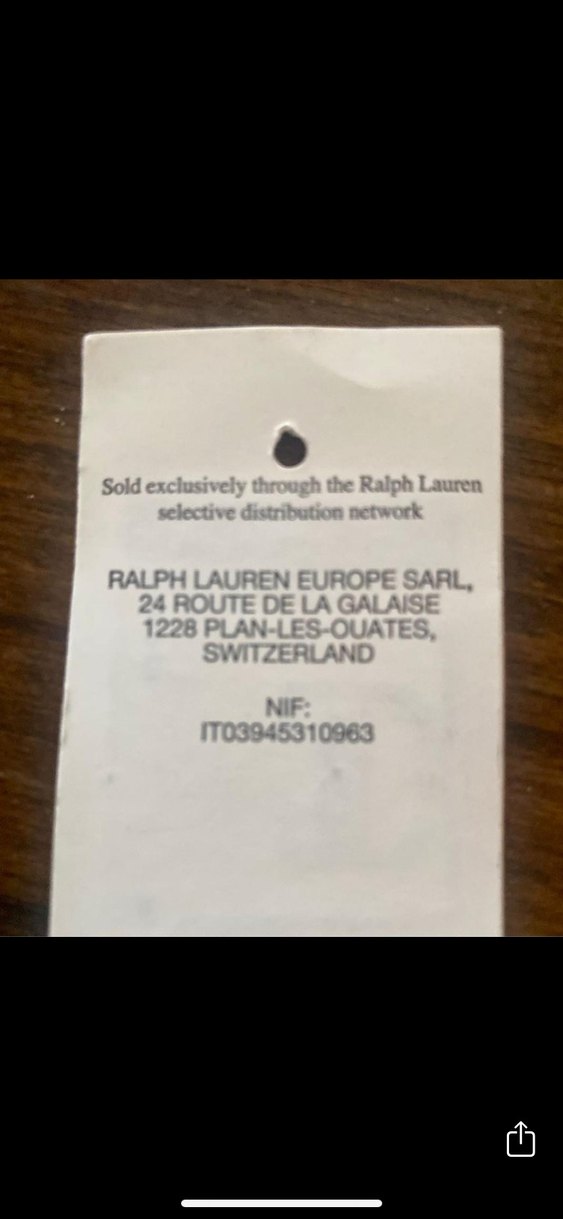 Sold exclusively through the Ralph Lauren
selective distribution network
RALPH LAUREN EUROPE SARL,
24 ROUTE DE LA GALAISE
1228 PLAN-LES-OUATES,
SWITZERLAND
NIF:
IT03945310963